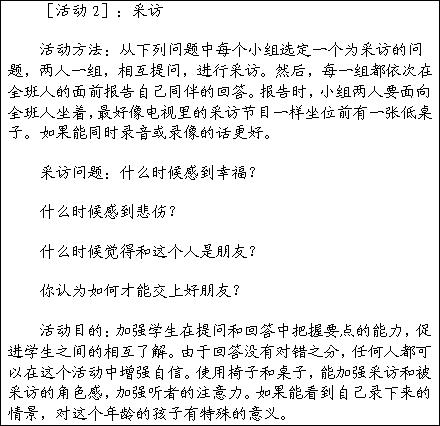 ［活动 2］：采访
活动方法：从下列问题中每个小组选定一个为采访的问
题，两人一组，相互提问，进行采访。然后，每一组都依次在
全班人的面前报告自己同伴的回答。报告时，小组两人要面向
全班人坐着，最好像电视里的采访节目一样坐位前有一张低桌
子。如果能同时录音或录像的话更好。
采访问题：什么时候感到幸福？
什么时候感到悲伤？
什么时候觉得和这个人是朋友？
你认为如何才能交上好朋友？
活动目的：加强学生在提问和回答中把握要点的能力，促
进学生之间的相互了解。由于回答没有对错之分，任何人都可
以在这个活动中增强自信。使用椅子和桌子，能加强采访和被
采访的角色感，加强听者的注意力。如果能看到自己录下来的
情景，对这个年龄的孩子有特殊的意义。